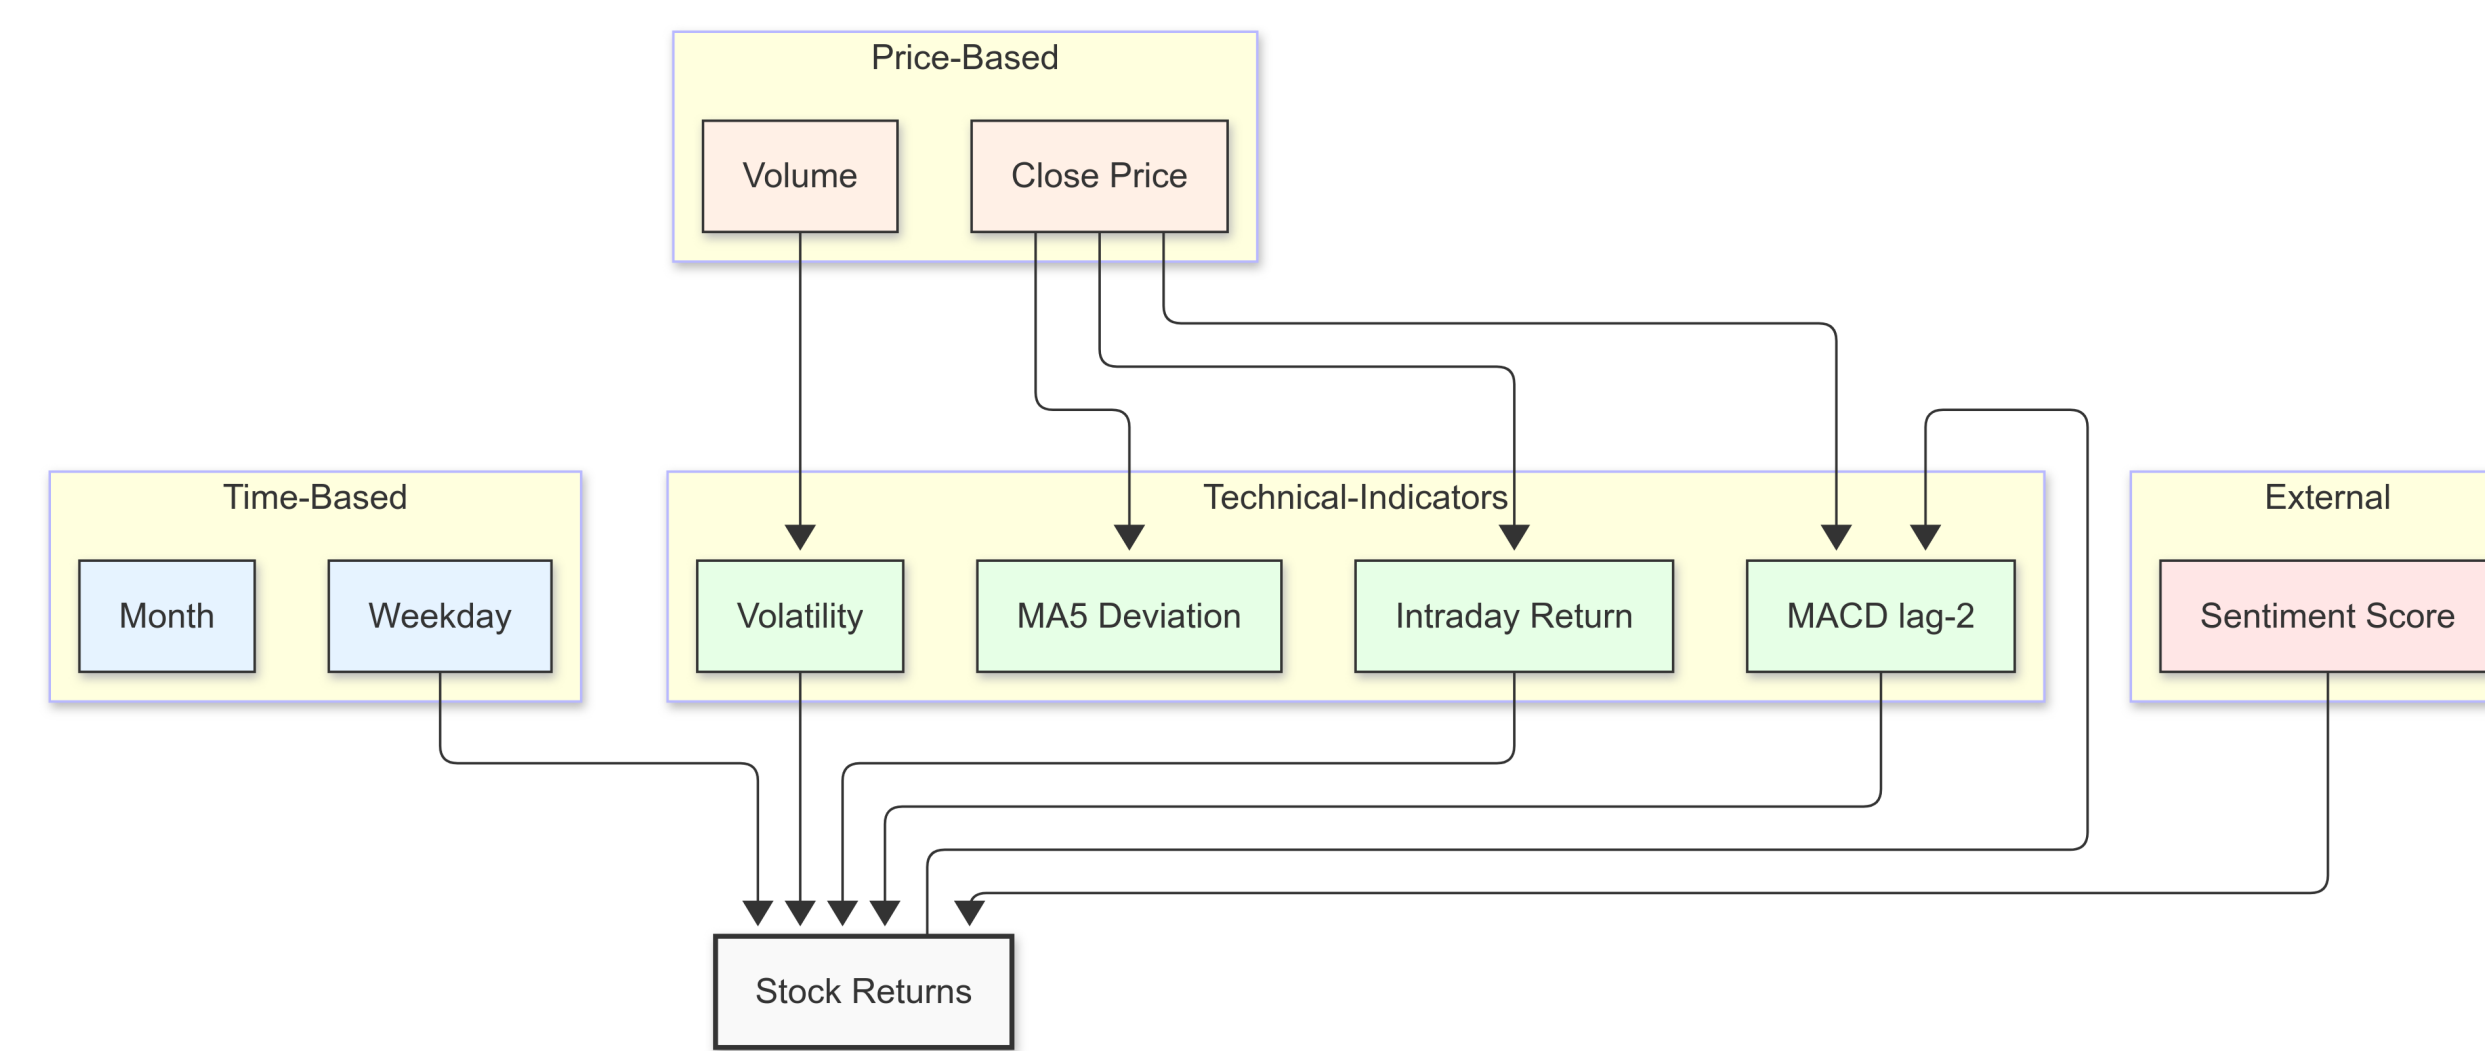 Price-Based
Volume
Close Price
Time-Based
Technical-Indicators
External
Month
Weekday
Volatility
MA5 Deviation
Intraday Return
MACD lag-2
Sentiment Score
Stock Returns